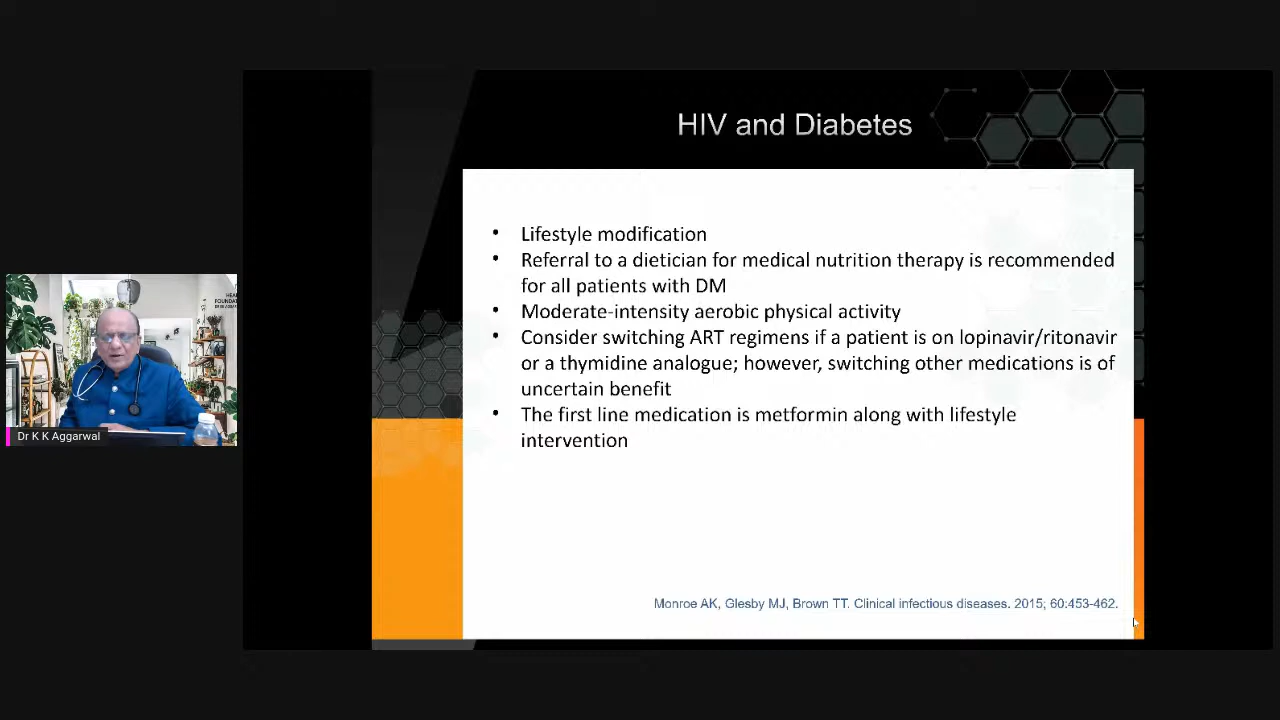 HIV and Diabetes
• Lifestyle modification
• Referral to a dietician for medical nutrition therapy is recommended
for all patients with DM
• Moderate-intensity aerobic physical activity
• Consider switching ART regimens if a patient is on lopinavir/ritonavir
or a thymidine analogue; however, switching other medications is of
uncertain benefit
• The first line medication is metformin along with lifestyle
intervention
Monroe AK, Glesby MJ, Brown TT. Clinical infectious diseases. 2015; 60:453-462.
Dr K K Aggarwal